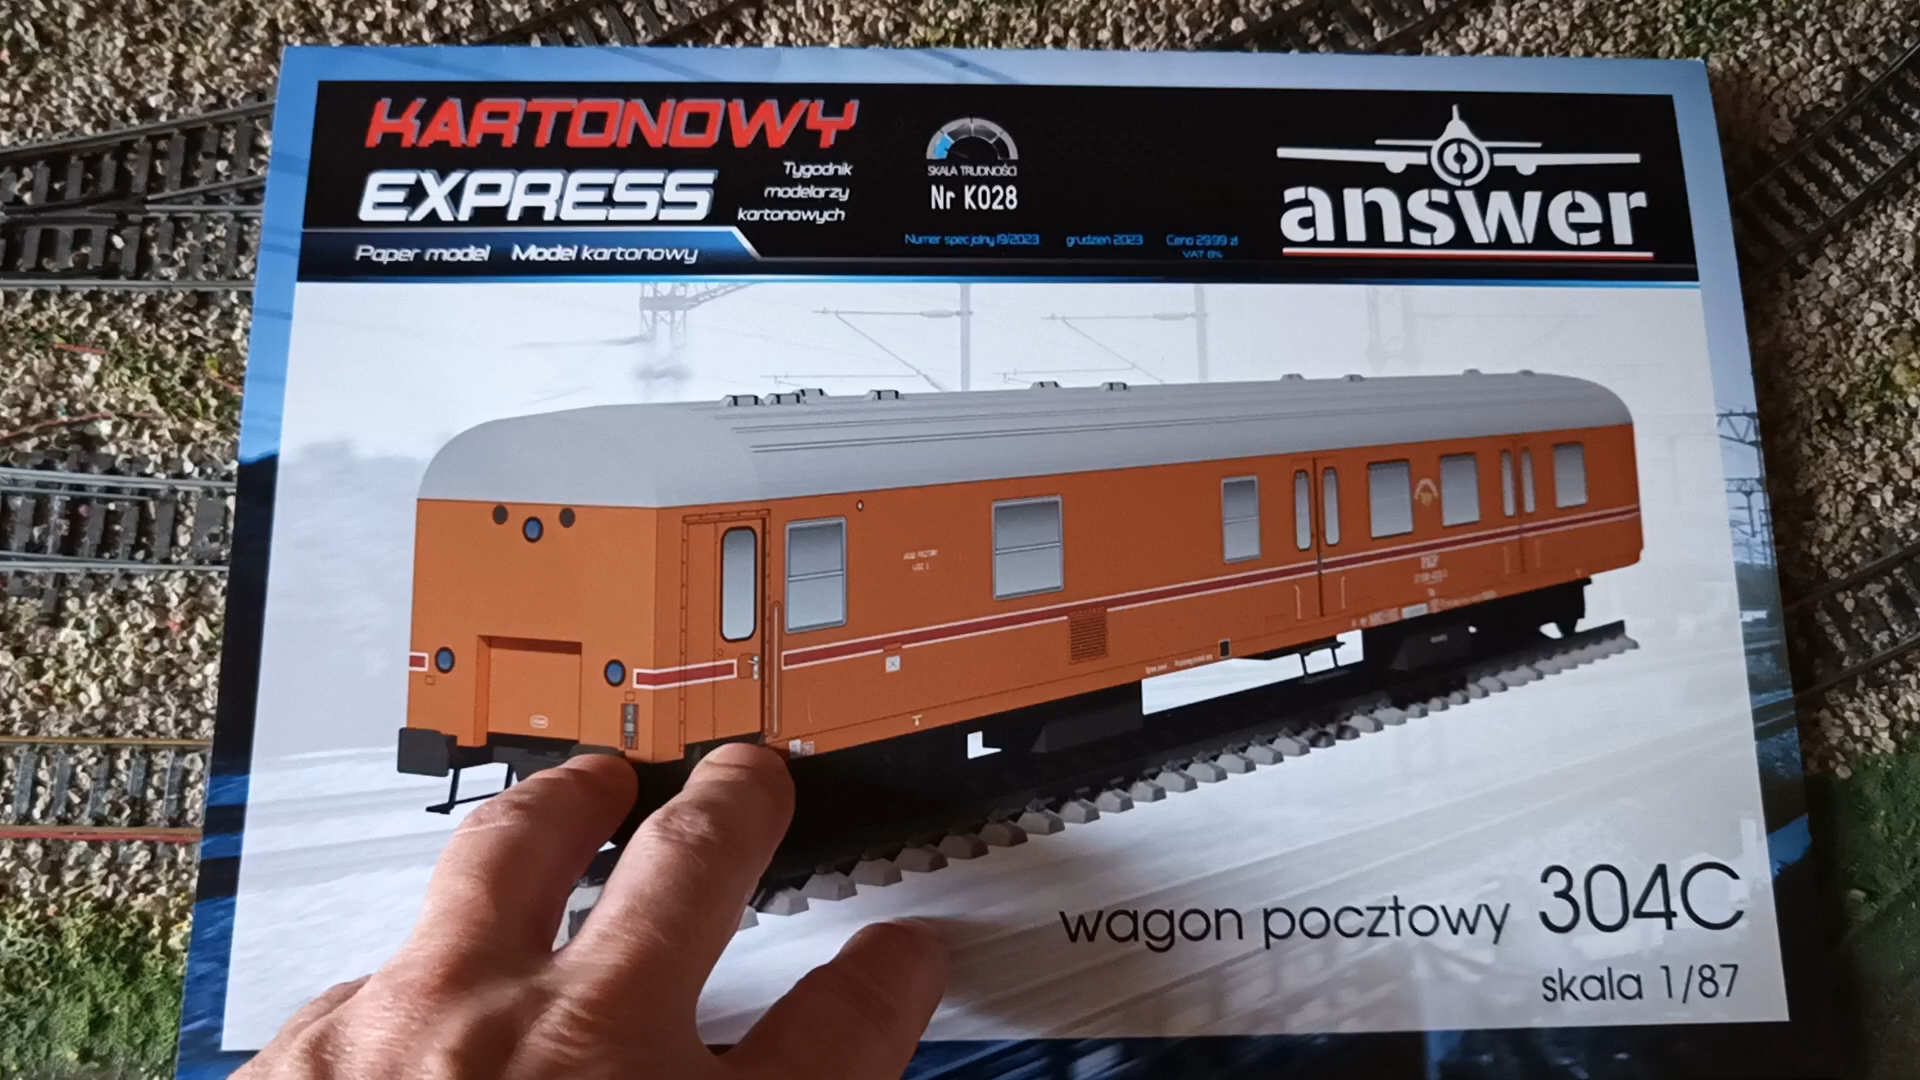 KARTONOWY
EXPRESS
Tygodnik
modelarzy
kartonowych
Paper model Model kartonowy
SKALA TRUDNOŚCI
Nr K028
Numer specjalny 19/2023 grudzień 2023 Cena 29.99 zł
VAT 8%
answer
PKP
wagon pocztowy 304C
skala 1/87